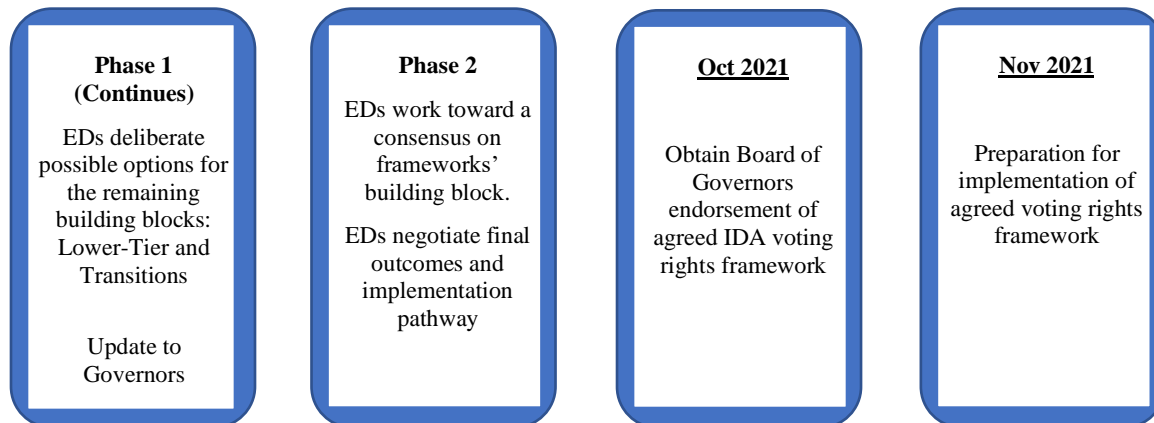 Phase 1
(Continues)
EDs deliberate
possible options for
the remaining
building blocks:
Lower-Tier and
Transitions
Update to
Governors
Phase 2
EDs work toward a
consensus on
frameworks’
building block.
EDs negotiate final
outcomes and
implementation
pathway
Oct 2021
Obtain Board of
Governors
endorsement of
agreed IDA voting
rights framework
Nov 2021
Preparation for
implementation of
agreed voting rights
framework